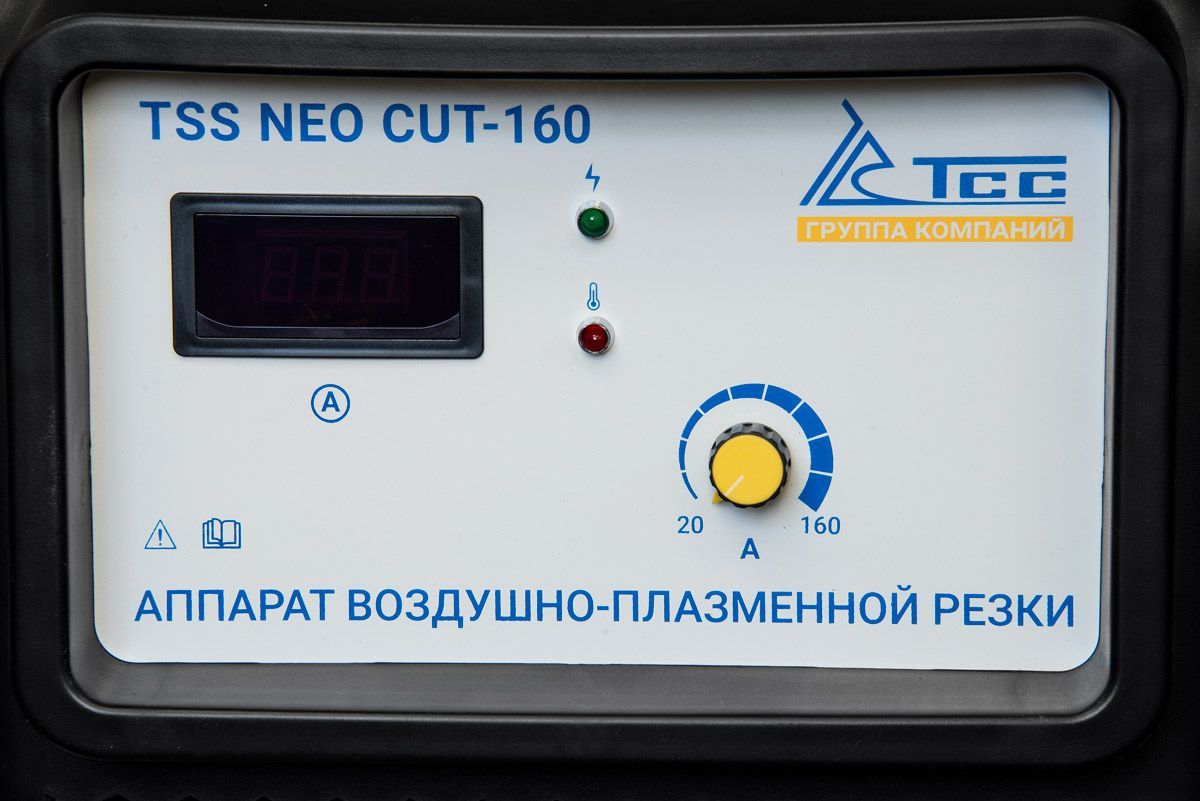 TSS NEO CUT-160
ТСС
ГРУППА КОМПАНИЙ
A
20
160
A
АППАРАТ ВОЗДУШНО-ПЛАЗМЕННОЙ РЕЗКИ